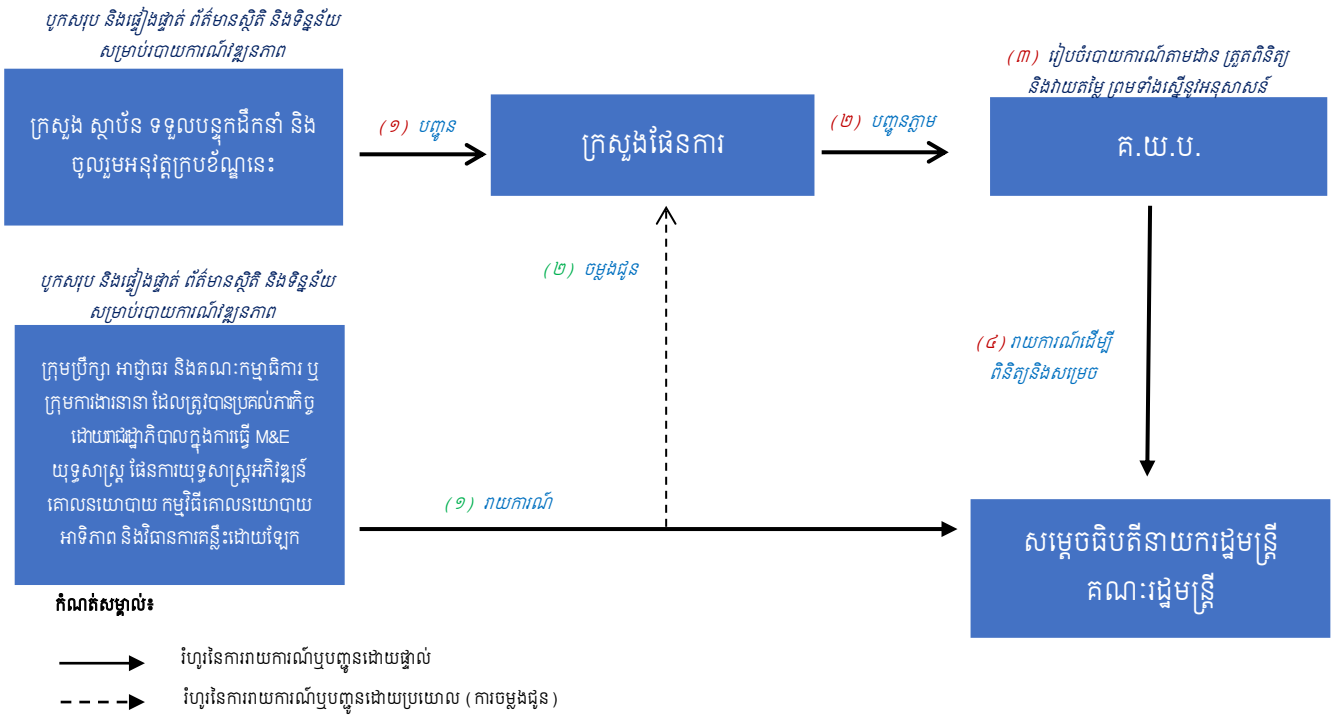 បូកសរុប និងផ្ទៀងផ្ទាត់ ព័ត៌មានស្ថិតិ និងទិន្នន័យ
សម្រាប់របាយការណ៍វឌ្ឍនភាព
ក្រសួង ស្ថាប័ន ទទួលបន្ទុកដឹកនាំ និង
ចូលរួមអនុវត្តក្របខ័ណ្ឌនេះ
(១) បញ្ជូន
ក្រសួងផែនការ
(២) បញ្ជូនភ្លាម
(៣) រៀបចំរបាយការណ៍តាមដាន ត្រួតពិនិត្យ
និងវាយតម្លៃ ព្រមទាំងស្នើនូវអនុសាសន៍
គ.យ.ប.
(២) ចម្លងជូន
(៤) រាយការណ៍ដើម្បី
ពិនិត្យនិងសម្រេច
បូកសរុប និងផ្ទៀងផ្ទាត់ ព័ត៌មានស្ថិតិ និងទិន្នន័យ
សម្រាប់របាយការណ៍វឌ្ឍនភាព
ក្រុមប្រឹក្សា អាជ្ញាធរ និងគណៈកម្មាធិការ ឬ
ក្រុមការងារនានា ដែលត្រូវបានប្រគល់ភារកិច្ច
ដោយរាជរដ្ឋាភិបាលក្នុងការធ្វើ M&E
យុទ្ធសាស្ត្រ ផែនការយុទ្ធសាស្ត្រអភិវឌ្ឍន៍
គោលនយោបាយ កម្មវិធីគោលនយោបាយ
អាទិភាព និងវិធានការគន្លឹះដោយឡែក
(១) រាយការណ៍
សម្តេចធិបតីនាយករដ្ឋមន្ត្រី
គណៈរដ្ឋមន្ត្រី
កំណត់សម្គាល់៖
រំហូរនៃការរាយការណ៍ឬបញ្ជូនដោយផ្ទាល់
រំហូរនៃការរាយការណ៍ឬបញ្ជូនដោយប្រយោល (ការចម្លងជូន)